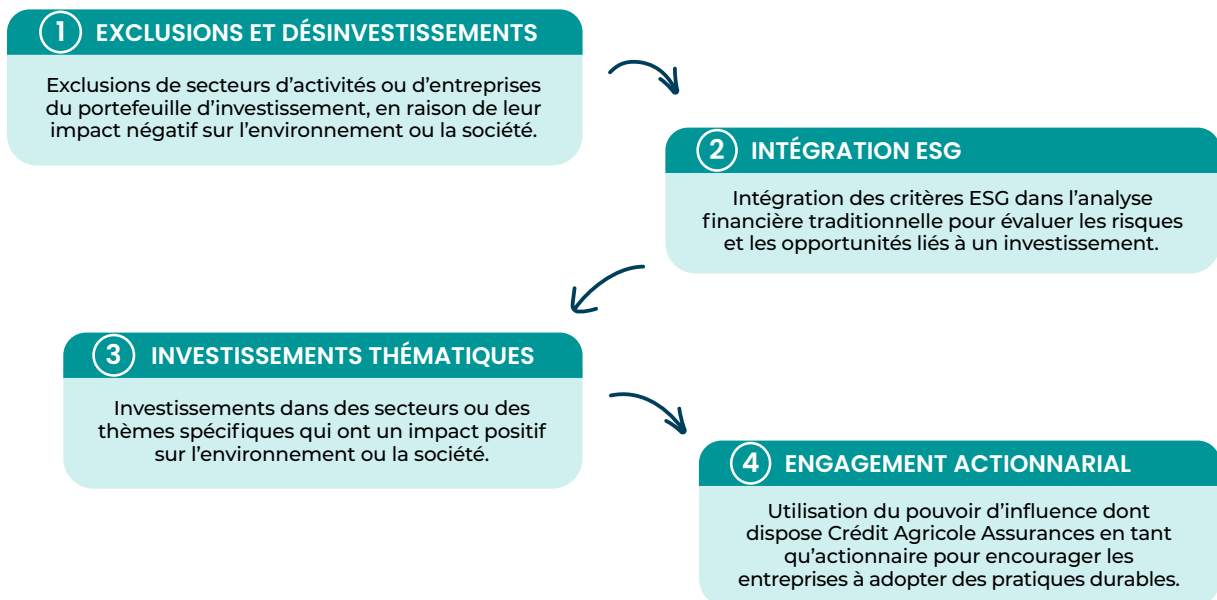 1 EXCLUSIONS ET DÉSINVESTISSEMENTS
Exclusions de secteurs d’activités ou d’entreprises
du portefeuille d’investissement, en raison de leur
impact négatif sur l’environnement ou la société.
2 INTÉGRATION ESG
Intégration des critères ESG dans l’analyse
financière traditionnelle pour évaluer les risques
et les opportunités liés à un investissement.
3 INVESTISSEMENTS THÉMATIQUES
Investissements dans des secteurs ou des
thèmes spécifiques qui ont un impact positif
sur l’environnement ou la société.
4 ENGAGEMENT ACTIONNARIAL
Utilisation du pouvoir d’influence dont
dispose Crédit Agricole Assurances en tant
qu’actionnaire pour encourager les
entreprises à adopter des pratiques durables.